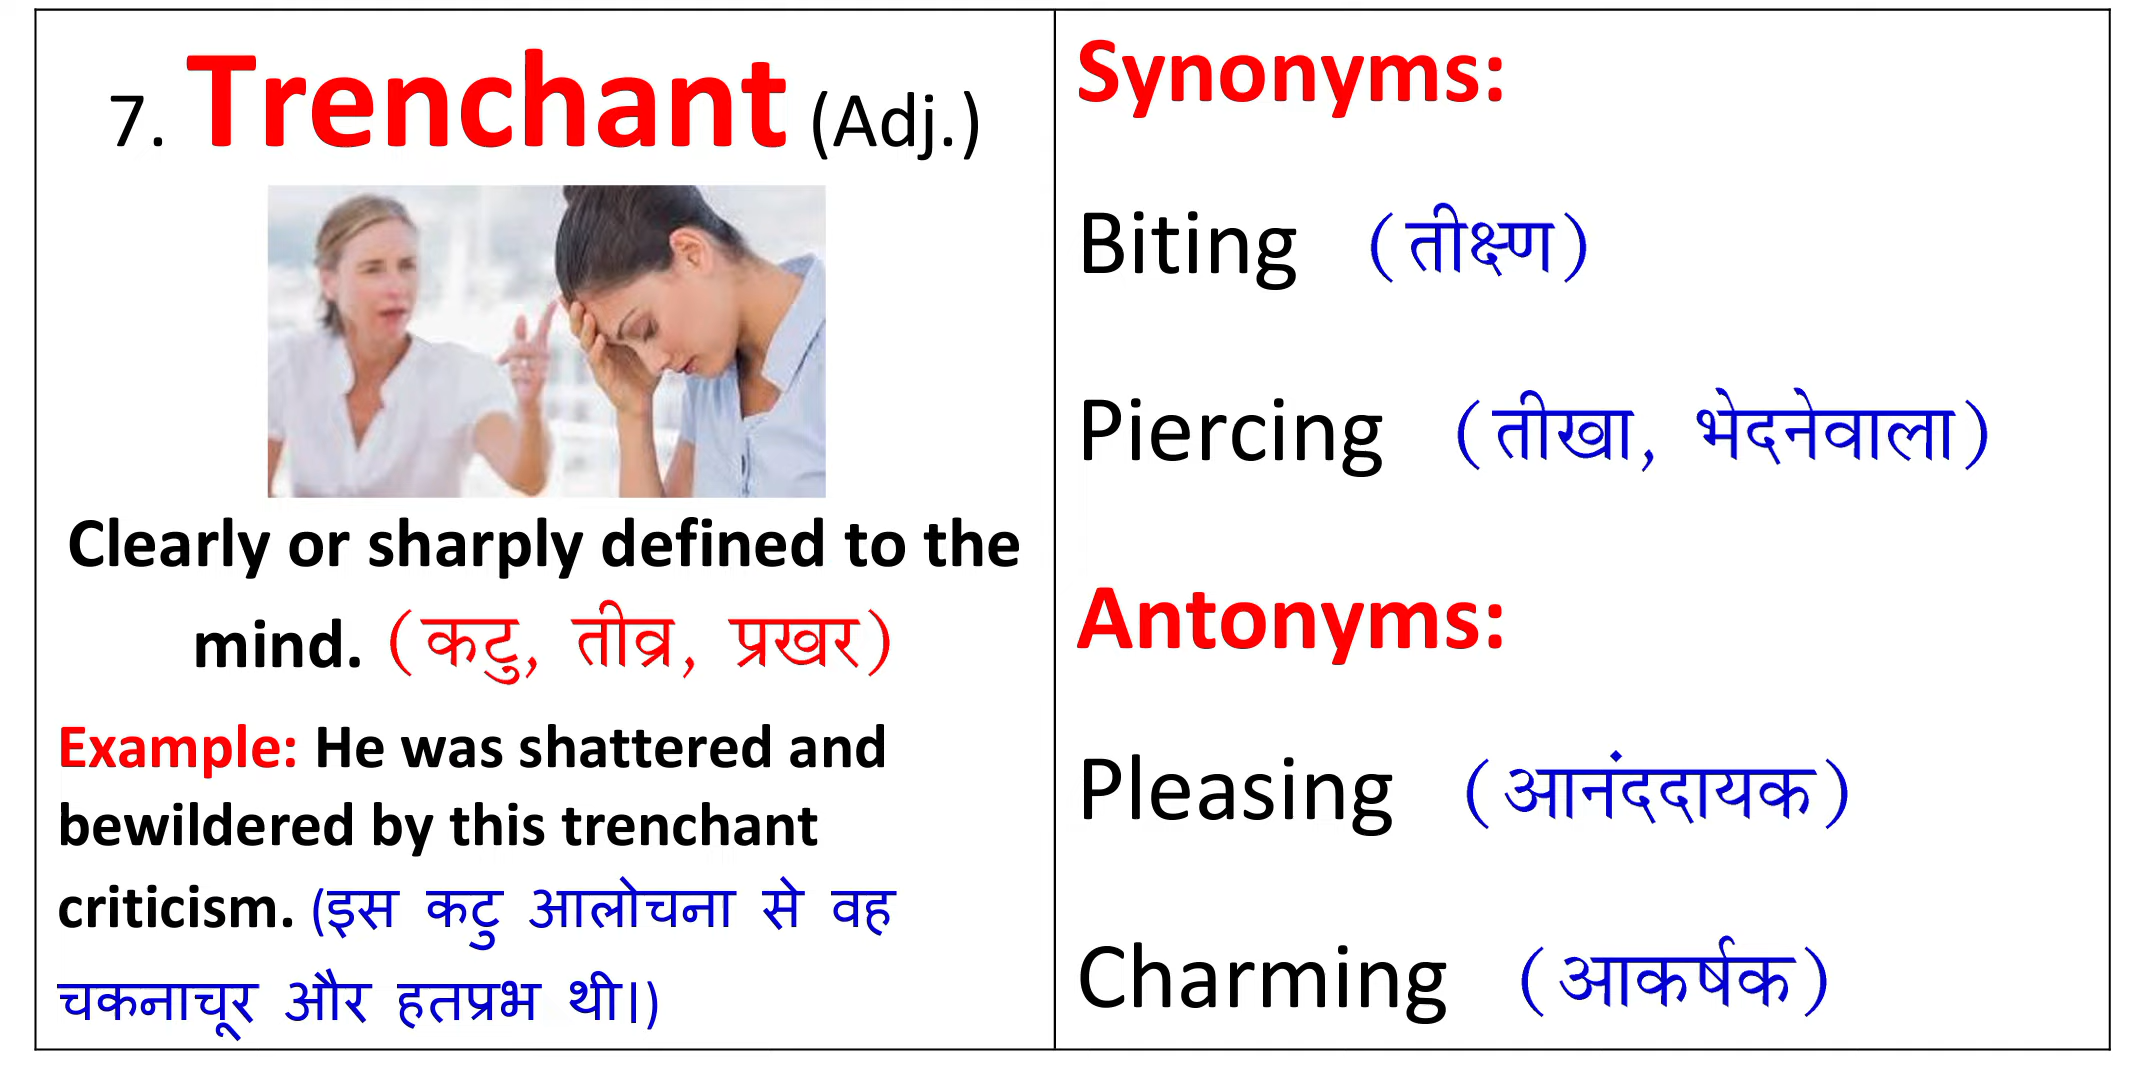 7. Trenchant (Adj.)
Clearly or sharply defined to the
mind. (कटु, तीव्र, प्रखर)
Example: He was shattered and
bewildered by this trenchant
criticism. (इस कटु आलोचना से वह
चकनाचूर और हतप्रभ थी।)
Synonyms:
Biting (तीक्ष्ण)
Piercing (तीखा, भेदनेवाला)
Antonyms:
Pleasing (आनंददायक)
Charming (आकर्षक)